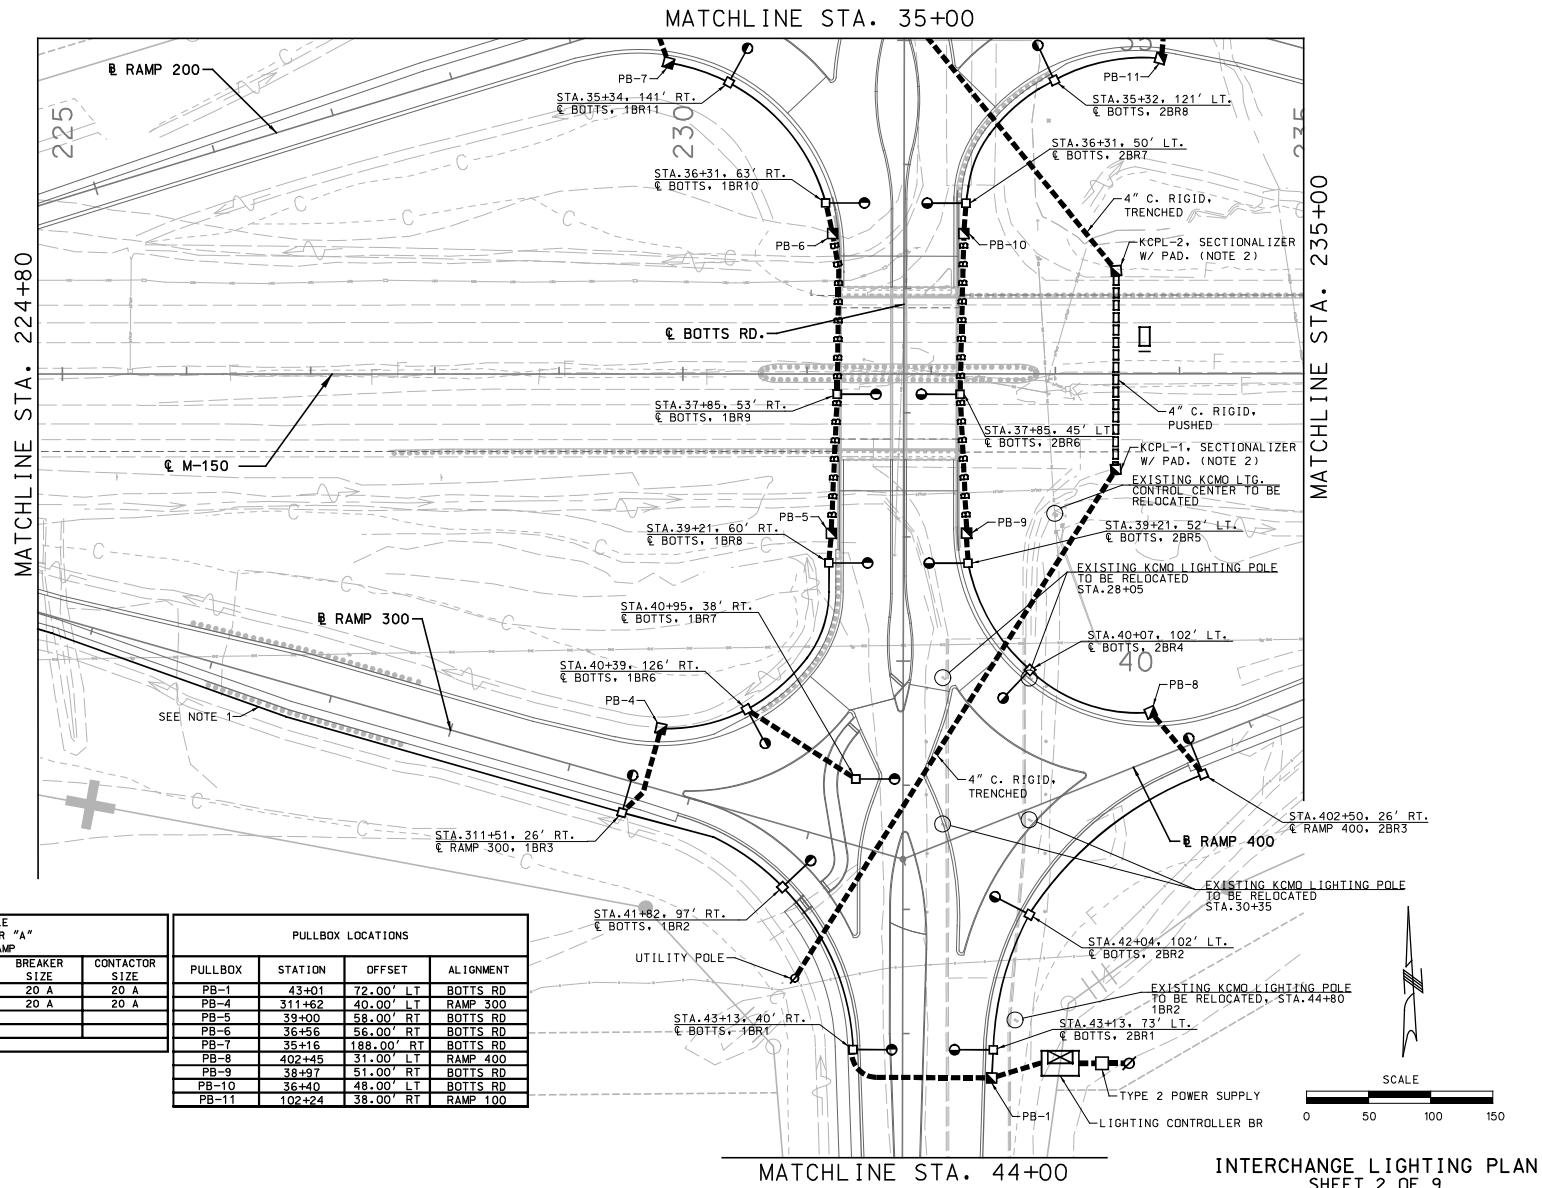 MATCHLINE STA. 35+00
℄ RAMP 200
225
230
235
35
PB-7
STA.35+34, 141' RT.
℄ BOTTS, 1BR11
PB-11
STA.35+32, 121' LT.
℄ BOTTS, 2BR8
STA.36+31, 50' LT.
℄ BOTTS, 2BR7
STA.36+31, 63' RT.
℄ BOTTS, 1BR10
4" C. RIGID,
TRENCHED
PB-6
PB-10
KCPL-2, SECTIONALIZER
W/ PAD. (NOTE 2)
MATCHLINE STA. 224+80
MATCHLINE STA. 235+00
℄ BOTTS RD.
STA.37+85, 53' RT.
℄ BOTTS, 1BR9
4" C. RIGID,
PUSHED
STA.37+85, 45' LT.
℄ BOTTS, 2BR6
℄ M-150
KCPL-1, SECTIONALIZER
W/ PAD. (NOTE 2)
EXISTING KCMO LTG.
CONTROL CENTER TO BE
RELOCATED
PB-5
PB-9
STA.39+21, 60' RT.
℄ BOTTS, 1BR8
STA.39+21, 52' LT.
℄ BOTTS, 2BR5
EXISTING KCMO LIGHTING POLE
TO BE RELOCATED
STA.28+05
STA.40+95, 38' RT.
℄ BOTTS, 1BR7
℄ RAMP 300
STA.40+07, 102' LT.
℄ BOTTS, 2BR4
40
STA.40+39, 126' RT.
℄ BOTTS, 1BR6
PB-4
PB-8
SEE NOTE 1
4" C. RIGID,
TRENCHED
STA.311+51, 26' RT.
℄ RAMP 300, 1BR3
STA.402+50, 26' RT.
℄ RAMP 400, 2BR3
℄ RAMP 400
EXISTING KCMO LIGHTING POLE
TO BE RELOCATED
STA.30+35
STA.41+82, 97' RT.
℄ BOTTS, 1BR2
STA.42+04, 102' LT.
℄ BOTTS, 2BR2
UTILITY POLE
EXISTING KCMO LIGHTING POLE
TO BE RELOCATED, STA.44+80
1BR2
STA.43+13, 40' RT.
℄ BOTTS, 1BR1
STA.43+13, 73' LT.
℄ BOTTS, 2BR1
TYPE 2 POWER SUPPLY
PB-1
LIGHTING CONTROLLER BR
LE
R "A"
AMP
BREAKER SIZE CONTACTOR SIZE
20 A 20 A
20 A 20 A
PULLBOX LOCATIONS
PULLBOX STATION OFFSET ALIGNMENT
PB-1 43+01 72.00' LT BOTTS RD
PB-4 311+62 40.00' LT RAMP 300
PB-5 39+00 58.00' RT BOTTS RD
PB-6 36+56 56.00' RT BOTTS RD
PB-7 35+16 188.00' RT BOTTS RD
PB-8 402+45 31.00' LT RAMP 400
PB-9 38+97 51.00' RT BOTTS RD
PB-10 36+40 48.00' LT BOTTS RD
PB-11 102+24 38.00' RT RAMP 100
SCALE
0 50 100 150
MATCHLINE STA. 44+00
INTERCHANGE LIGHTING PLAN
SHEET 2 OF 9